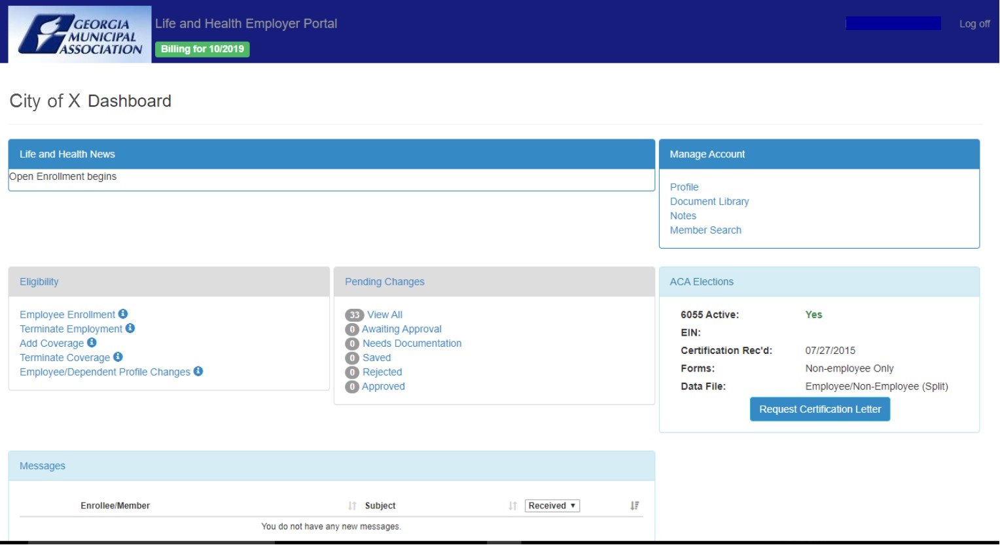 GEORGIA
MUNICIPAL
ASSOCIATION
Life and Health Employer Portal
Billing for 10/2019
Log off
City of X Dashboard
Life and Health News
Open Enrollment begins
Manage Account
Profile
Document Library
Notes
Member Search
Eligibility
Employee Enrollment
Terminate Employment
Add Coverage
Terminate Coverage
Employee/Dependent Profile Changes
Pending Changes
33 View All
0 Awaiting Approval
0 Needs Documentation
0 Saved
0 Rejected
0 Approved
ACA Elections
6055 Active: Yes
EIN:
Certification Rec'd: 07/27/2015
Forms: Non-employee Only
Data File: Employee/Non-Employee (Split)
Request Certification Letter
Messages
Enrollee/Member Subject Received
You do not have any new messages.